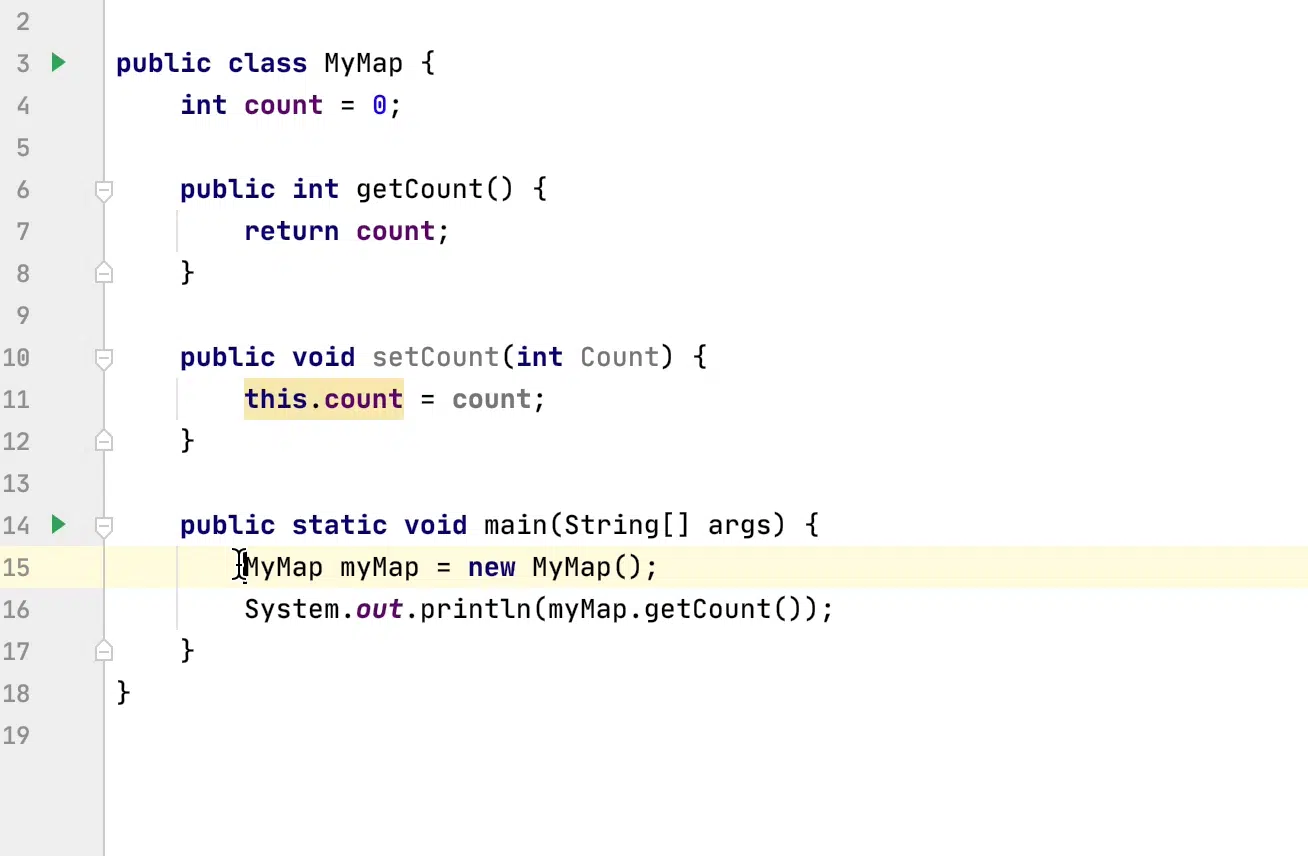 2
3 public class MyMap {
4 int count = 0;
5
6 public int getCount() {
7 return count;
8 }
9
10 public void setCount(int Count) {
11 this.count = count;
12 }
13
14 public static void main(String[] args) {
15 MyMap myMap = new MyMap();
16 System.out.println(myMap.getCount());
17 }
18 }
19